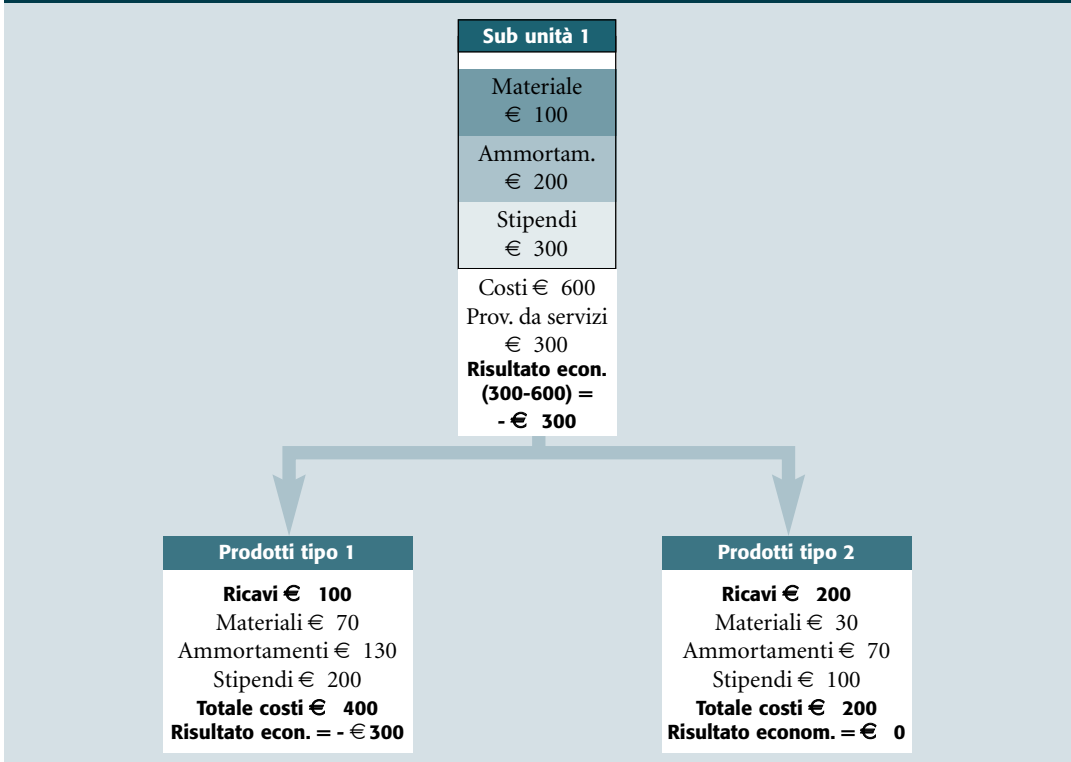 Sub unità 1
Materiale
€ 100
Ammortam.
€ 200
Stipendi
€ 300
Costi € 600
Prov. da servizi
€ 300
Risultato econ.
(300-600) =
- € 300
Prodotti tipo 1
Ricavi € 100
Materiali € 70
Ammortamenti € 130
Stipendi € 200
Totale costi € 400
Risultato econ. = - € 300
Prodotti tipo 2
Ricavi € 200
Materiali € 30
Ammortamenti € 70
Stipendi € 100
Totale costi € 200
Risultato econom. = € 0